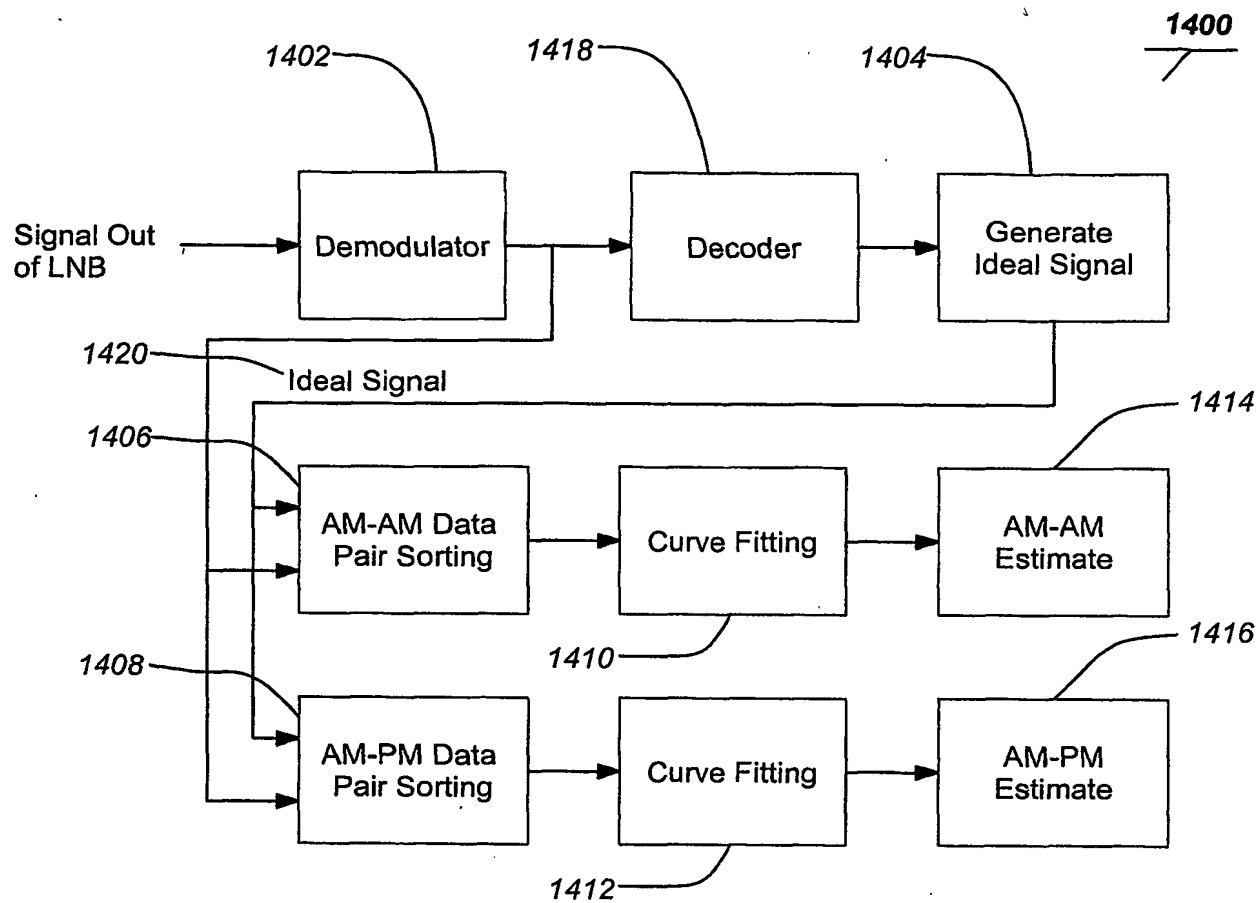 1400
1402
1418
1404
Signal Out
of LNB
Demodulator
Decoder
Generate
Ideal Signal
1420
Ideal Signal
1406
1414
AM-AM Data
Pair Sorting
Curve Fitting
AM-AM
Estimate
1410
1408
1416
AM-PM Data
Pair Sorting
Curve Fitting
AM-PM
Estimate
1412